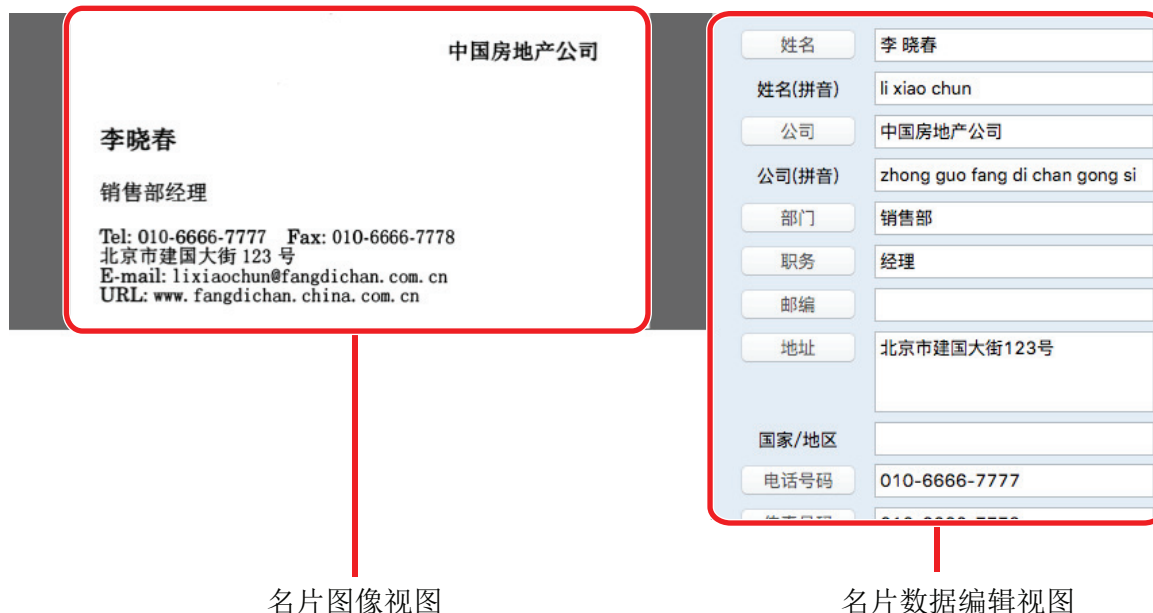 中国房地产公司
李晓春
销售部经理
Tel: 010-6666-7777 Fax: 010-6666-7778
北京市建国大街 123 号
E-mail: lixiaochun@fangdichan.com.cn
URL: www.fangdichan.china.com.cn
姓名 李 晓春
姓名(拼音) li xiao chun
公司 中国房地产公司
公司(拼音) zhong guo fang di chan gong si
部门 销售部
职务 经理
邮编
地址 北京市建国大街123号
国家/地区
电话号码 010-6666-7777
名片图像视图
名片数据编辑视图